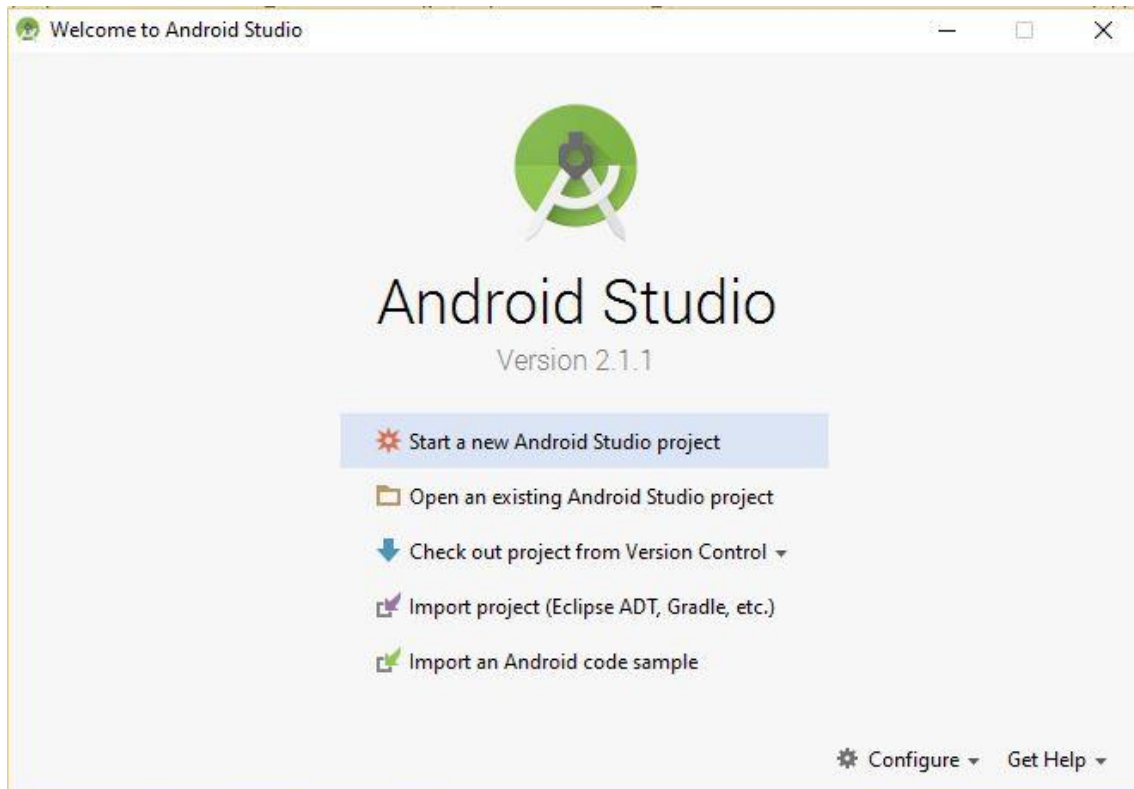 Welcome to Android Studio
Android Studio
Version 2.1.1
Start a new Android Studio project
Open an existing Android Studio project
Check out project from Version Control
Import project (Eclipse ADT, Gradle, etc.)
Import an Android code sample
Configure Get Help